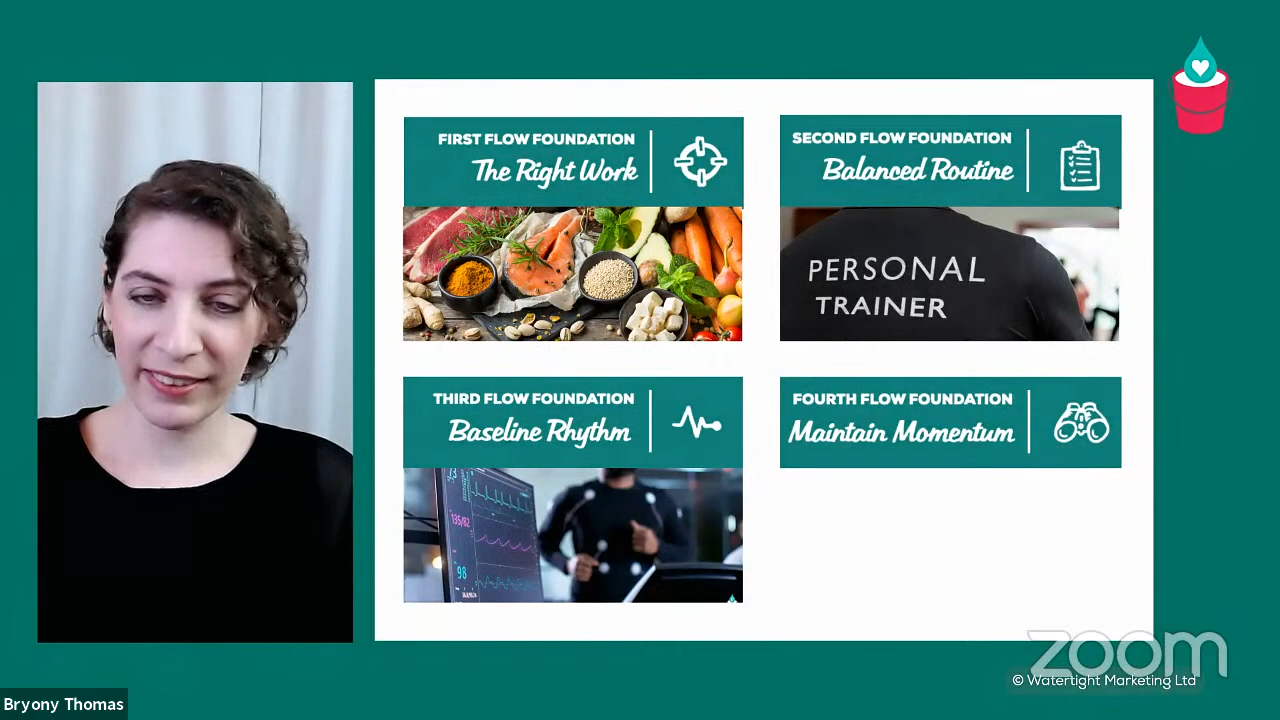 FIRST FLOW FOUNDATION
The Right Work
SECOND FLOW FOUNDATION
Balanced Routine
PERSONAL
TRAINER
THIRD FLOW FOUNDATION
Baseline Rhythm
FOURTH FLOW FOUNDATION
Maintain Momentum
135/82
98
zoom
© Watertight Marketing Ltd
Bryony Thomas